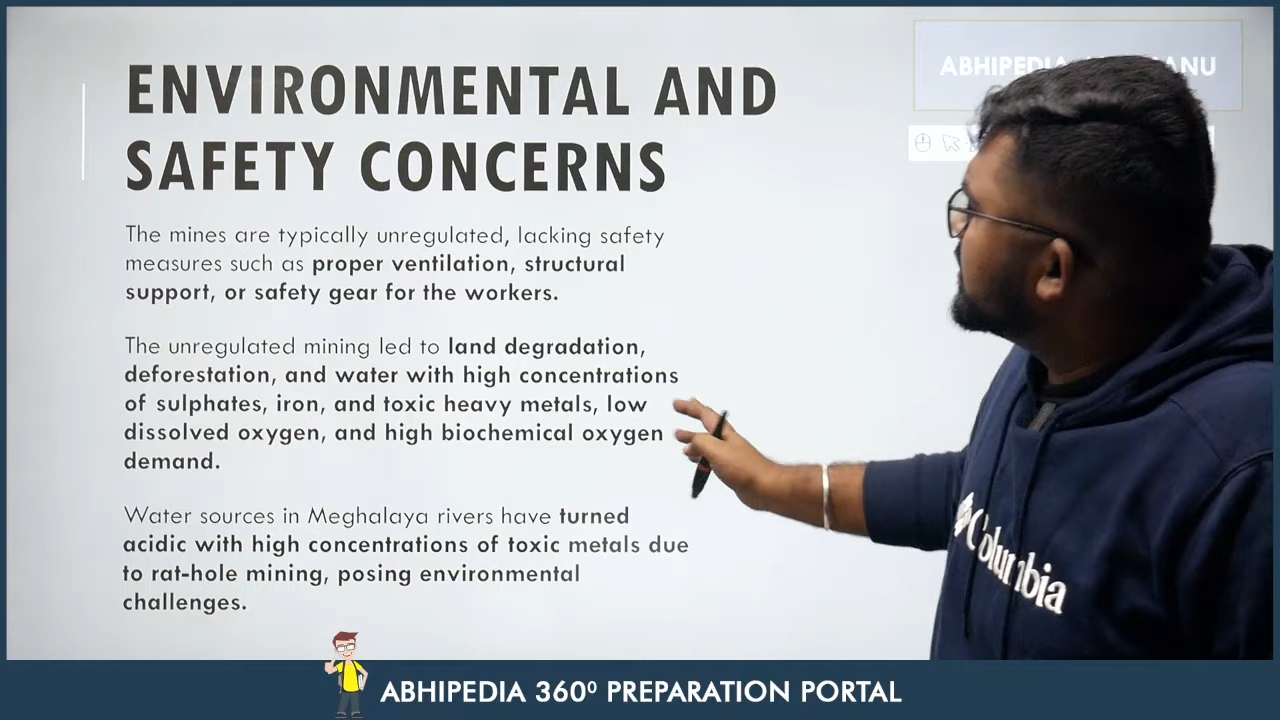 ENVIRONMENTAL AND
SAFETY CONCERNS
ABHIPEDIA
The mines are typically unregulated, lacking safety
measures such as proper ventilation, structural
support, or safety gear for the workers.
The unregulated mining led to land degradation,
deforestation, and water with high concentrations
of sulphates, iron, and toxic heavy metals, low
dissolved oxygen, and high biochemical oxygen
demand.
Water sources in Meghalaya rivers have turned
acidic with high concentrations of toxic metals due
to rat-hole mining, posing environmental
challenges.
Columbia
ABHIPEDIA 360⁰ PREPARATION PORTAL